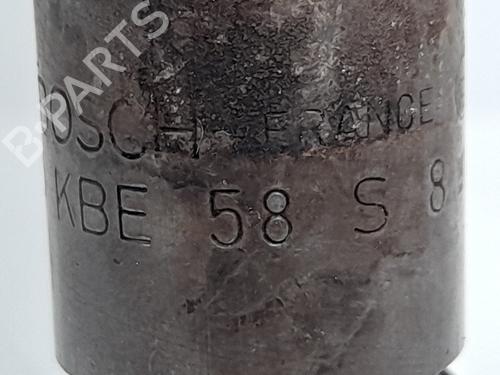 B-PARTS
BOSCH FRANCE
KBE 58 S 8